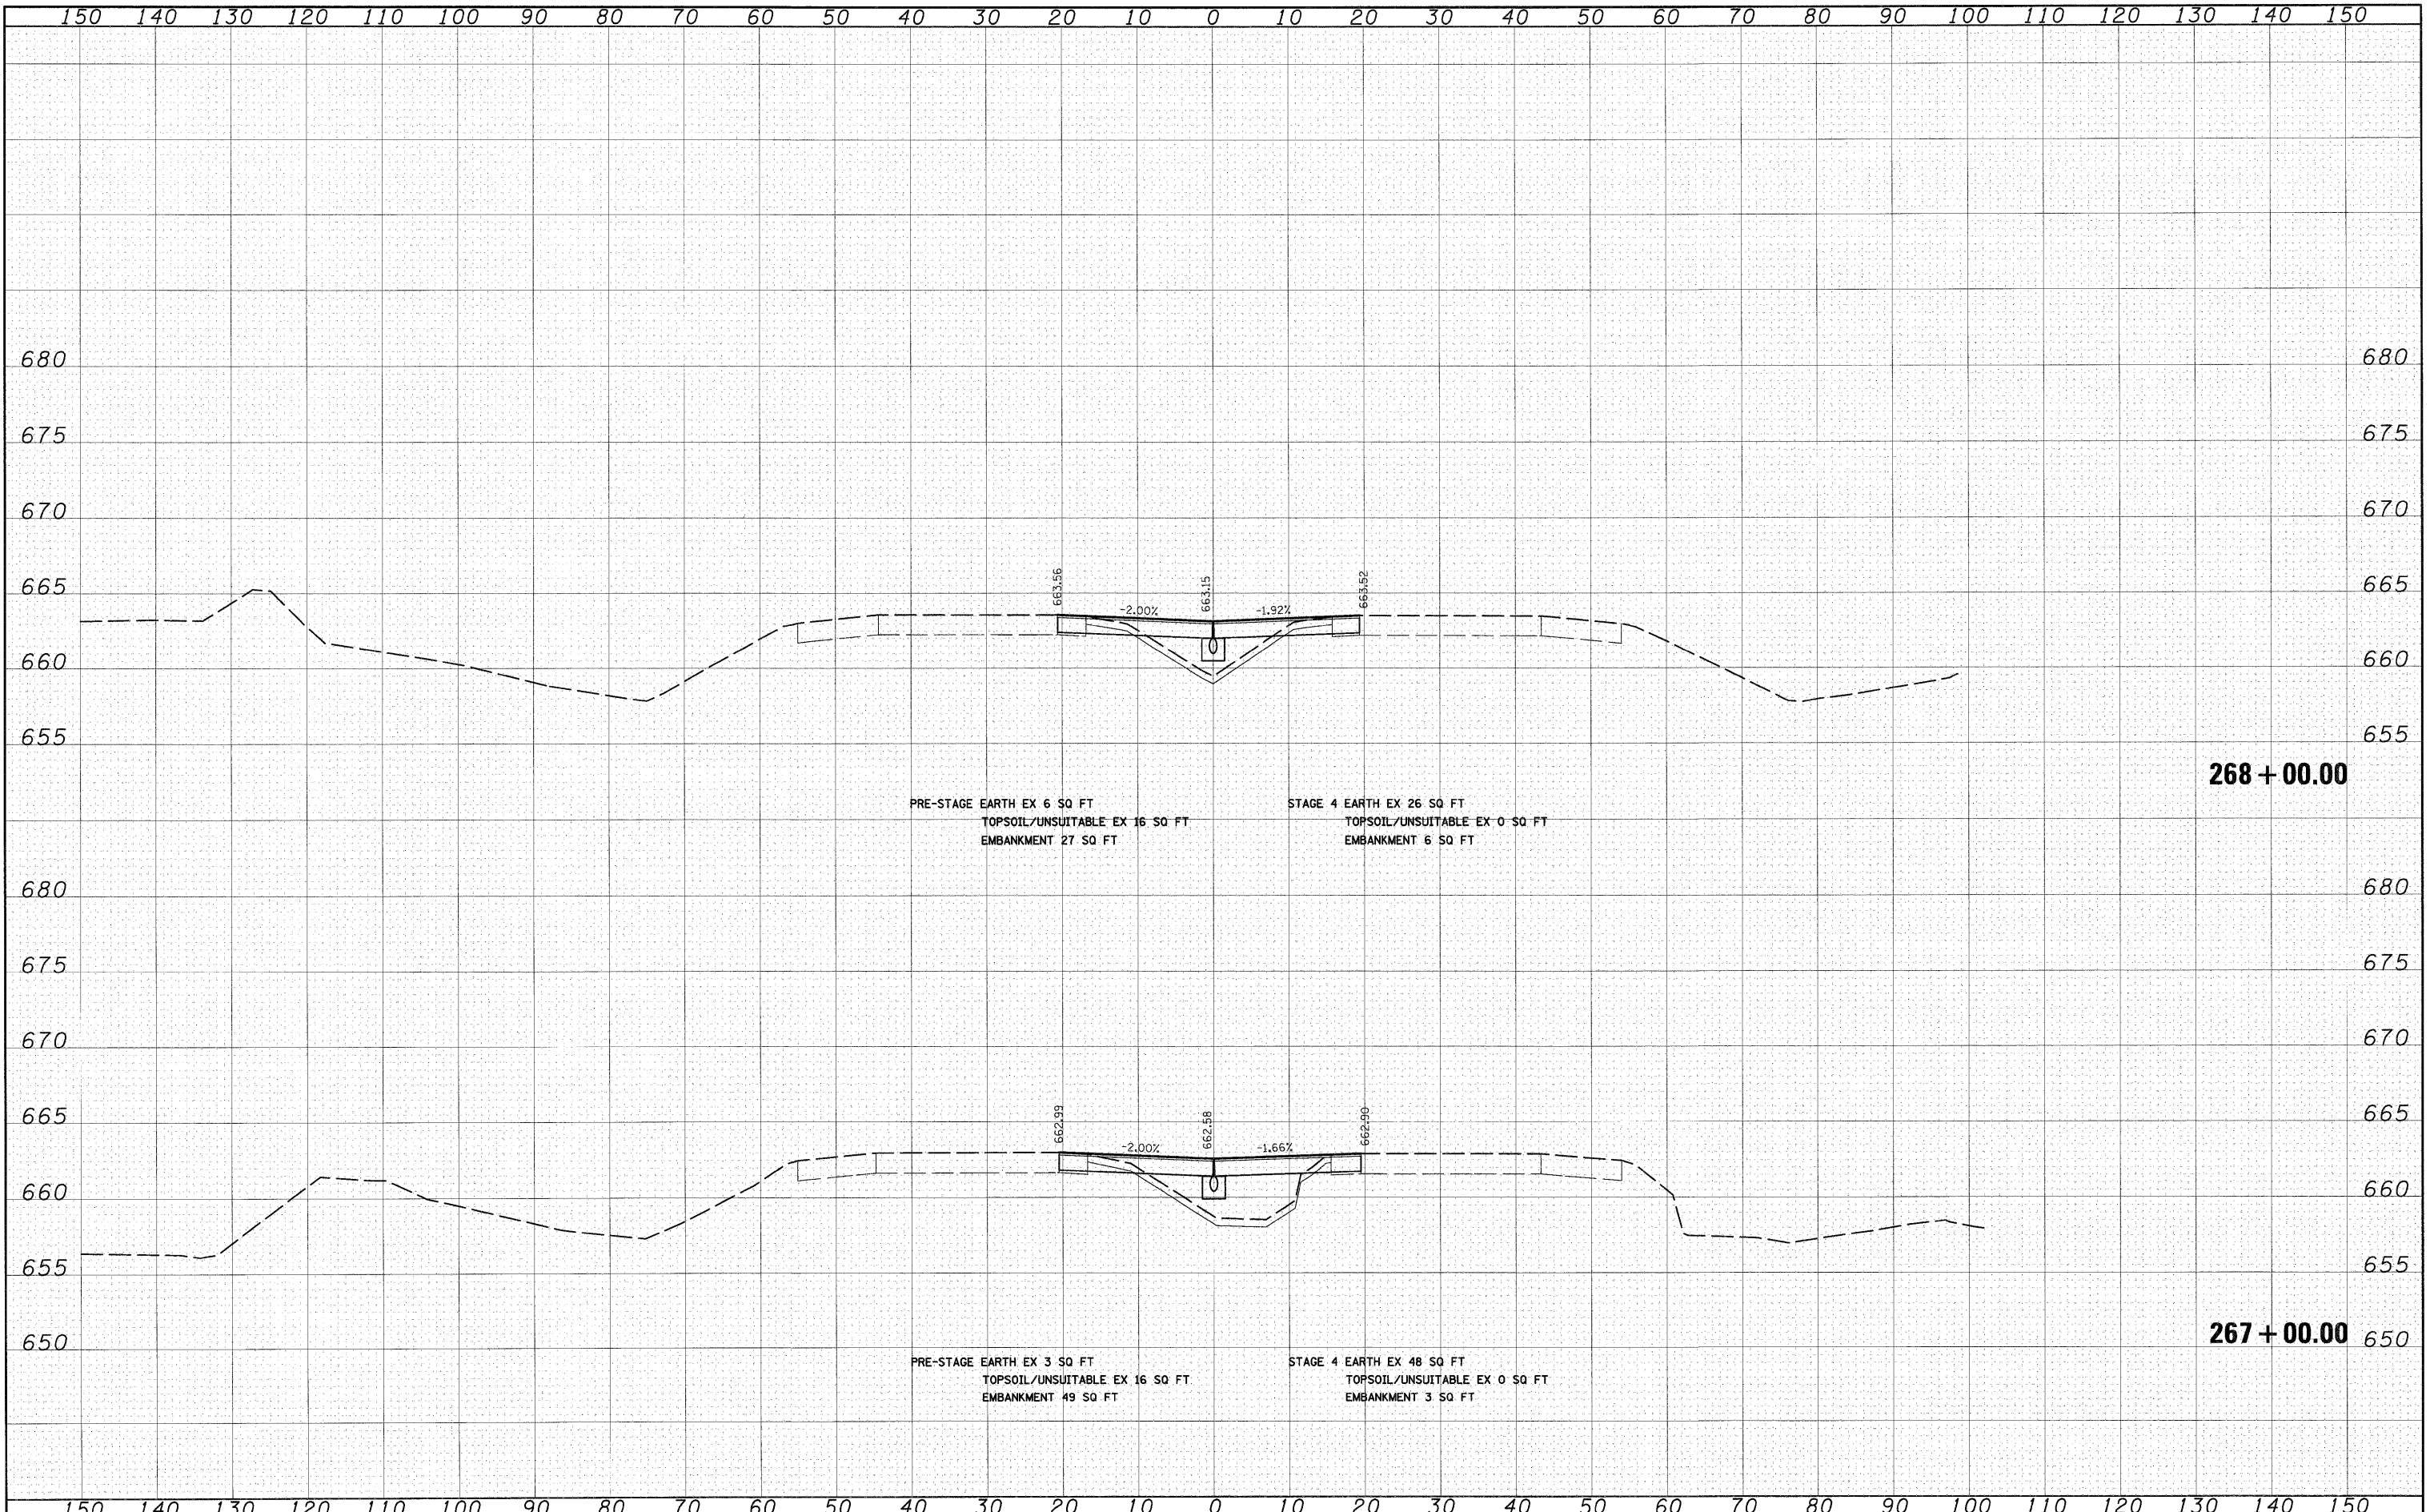 150 140 130 120 110 100 90 80 70 60 50 40 30 20 10 0 10 20 30 40 50 60 70 80 90 100 110 120 130 140 150
680 680
675 675
670 670
665 663.56 663.15 663.52 665
-2.00% -1.92%
660 660
655 655
268+00.00
PRE-STAGE EARTH EX 6 SQ FT STAGE 4 EARTH EX 26 SQ FT
TOPSOIL/UNSUITABLE EX 16 SQ FT TOPSOIL/UNSUITABLE EX 0 SQ FT
EMBANKMENT 27 SQ FT EMBANKMENT 6 SQ FT
680 680
675 675
670 670
665 662.99 662.58 662.90 665
-2.00% -1.66%
660 660
655 655
650 267+00.00 650
PRE-STAGE EARTH EX 3 SQ FT STAGE 4 EARTH EX 48 SQ FT
TOPSOIL/UNSUITABLE EX 16 SQ FT TOPSOIL/UNSUITABLE EX 0 SQ FT
EMBANKMENT 49 SQ FT EMBANKMENT 3 SQ FT
150 140 130 120 110 100 90 80 70 60 50 40 30 20 10 0 10 20 30 40 50 60 70 80 90 100 110 120 130 140 150